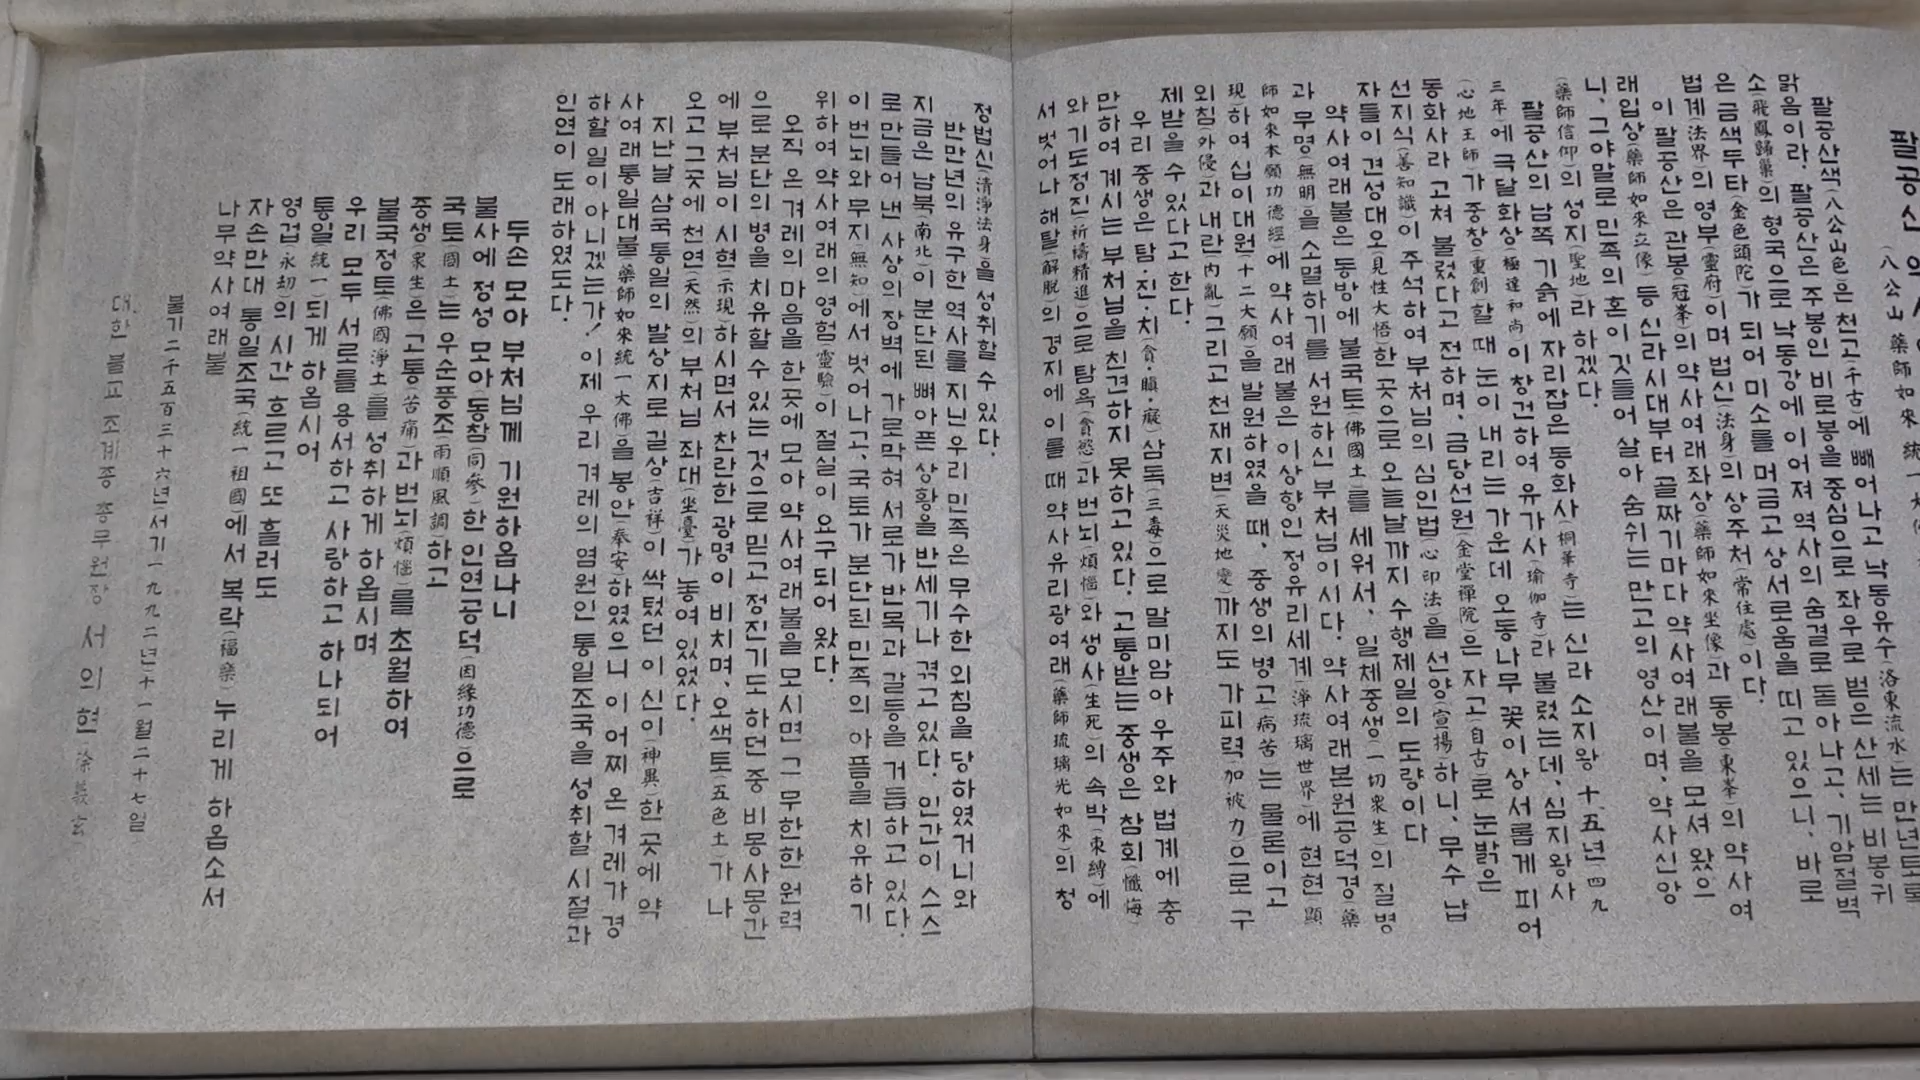 팔공산 약사여
(八公山 藥師如來 統一大佛
팔공산색(八公山色)은 천고(千古)에 빼어나고 낙동유수(洛東流水)는 만년도록
맑음이라. 팔공산은 주봉인 비로봉을 중심으로 좌우로 벋은 산세는 비봉귀
소(飛鳳歸巢)의 형국으로 낙동강에 이어져 역사의 숨결로 돌아나고, 기암절벽
은 금색두타(金色頭陀)가 되어 미소를 머금고 상서로움을 띠고 있으니, 바로
법계(法界)의 영부(靈府)이며 법신(法身)의 상주처(常住處)이다.
이 팔공산은 관봉(冠峯)의 약사여래좌상(藥師如來坐像)과 동봉(東峯)의 약사여
래입상(藥師如來立像) 등 신라시대부터 골짜기마다 약사여래불을 모셔 왔으
니, 그야말로 민족의 혼이 깃들어 살아 숨쉬는 만고의 영산이며, 약사신앙
(藥師信仰)의 성지(聖地)라 하겠다.
팔공산의 남쪽 기슭에 자리잡은 동화사(桐華寺)는 신라 소지왕 十五년(四九
三年)에 극달화상(極達和尙)이 창건하여 유가사(瑜伽寺)라 불렀는데, 심지왕사
(心地王師)가 중창(重創)할 때 눈이 내리는 가운데 오동나무 꽃이 상서롭게 피어
동화사라 고쳐 불렀다고 전하며, 금당선원(金堂禪院)은 자고(自古)로 눈밝은
선지식(善知識)이 주석하여 부처님의 심인법(心印法)을 선양(宣揚)하니, 무수 납
자들이 견성대오(見性大悟)한 곳으로 오늘날까지 수행제일의 도량이다
약사여래불은 동방에 불국토(佛國土)를 세워서, 일체중생(一切衆生)의 질병
과 무명(無明)을 소멸하기를 서원하신 부처님이시다. 약사여래본원공덕경(藥
師如來本願功德經)에 약사여래불은 이상향인 정유리세계(淨琉璃世界)에 현현(顯
現)하여 십이대원(十二大願)을 발원하였을 때, 중생의 병고(病苦)는 물론이고
외침(外侵)과 내란(內亂) 그리고 천재지변(天災地變)까지도 가피력(加被力)으로 구
제받을 수 있다고 한다.
우리 중생은 탐·진·치(貪·瞋·癡) 삼독(三毒)으로 말미암아 우주와 법계에 충
만하여 계시는 부처님을 친견하지 못하고 있다. 고통받는 중생은 참회(懺悔)
와 기도정진(祈禱精進)으로 탐욕(貪慾)과 번뇌(煩惱)와 생사(生死)의 속박(束縛)에
서 벗어나 해탈(解脫)의 경지에 이를 때 약사유리광여래(藥師琉璃光如來)의 청
정법신(淸淨法身)을 성취할 수 있다.
반만년의 유구한 역사를 지닌 우리 민족은 무수한 외침을 당하였거니와
지금은 남북(南北)이 분단된 뼈아픈 상황을 반세기나 겪고 있다. 인간이 스스
로 만들어 낸 사상의 장벽에 가로막혀 서로가 반목과 갈등을 거듭하고 있다.
이 번뇌와 무지(無知)에서 벗어나고, 국토가 분단된 민족의 아픔을 치유하기
위하여 약사여래의 영험(靈驗)이 절실이 요구되어 왔다.
오직 온 겨레의 마음을 한곳에 모아 약사여래불을 모시면 그 무한한 원력
으로 분단의 병을 치유할 수 있는 것으로 믿고 정진기도 하던 중 비몽사몽간
에 부처님이 시현(示現)하시면서 찬란한 광명이 비치며, 오색토(五色土)가 나
오고 그곳에 천연(天然)의 부처님 좌대(坐臺)가 놓여 있었다.
지난날 삼국통일의 발상지로 길상(吉祥)이 싹텄던 이 신이(神異)한 곳에 약
사여래통일대불(藥師如來統一大佛)을 봉안(奉安)하였으니 이 어찌 온 겨레가 경
하할 일이 아니겠는가! 이제 우리 겨레의 염원인 통일조국을 성취할 시절과
인연이 도래하였도다.
두손 모아 부처님께 기원하옵나니
불사에 정성 모아(동참(同參)한 인연공덕(因緣功德)으로
국토(國土)는 우순풍조(雨順風調)하고
중생(衆生)은 고통(苦痛)과 번뇌(煩惱)를 초월하여
불국정토(佛國淨土)를 성취하게 하옵시며
우리 모두 서로를 용서하고 사랑하고 하나되어
통일(統一)되게 하옵시어
영겁(永劫)의 시간 흐르고 또 흘러도
자손만대 통일조국(統一祖國)에서 복락(福樂) 누리게 하옵소서
나무약사여래불
불기 二千五百三十六년 서기 一九九二년 十一월 二十七일
대한불교조계종 총무원장 서의현(徐義玄)